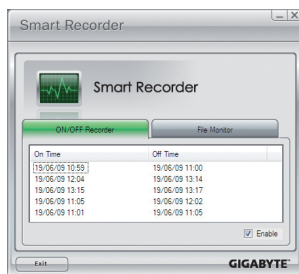 Smart Recorder
Smart Recorder
ON/OFF Recorder File Monitor
On Time Off Time
19/06/09 10:59 19/06/09 11:00
19/06/09 12:04 19/06/09 13:14
19/06/09 13:15 19/06/09 13:17
19/06/09 11:05 19/06/09 12:02
19/06/09 11:01 19/06/09 11:05
Enable
Exit GIGABYTE™